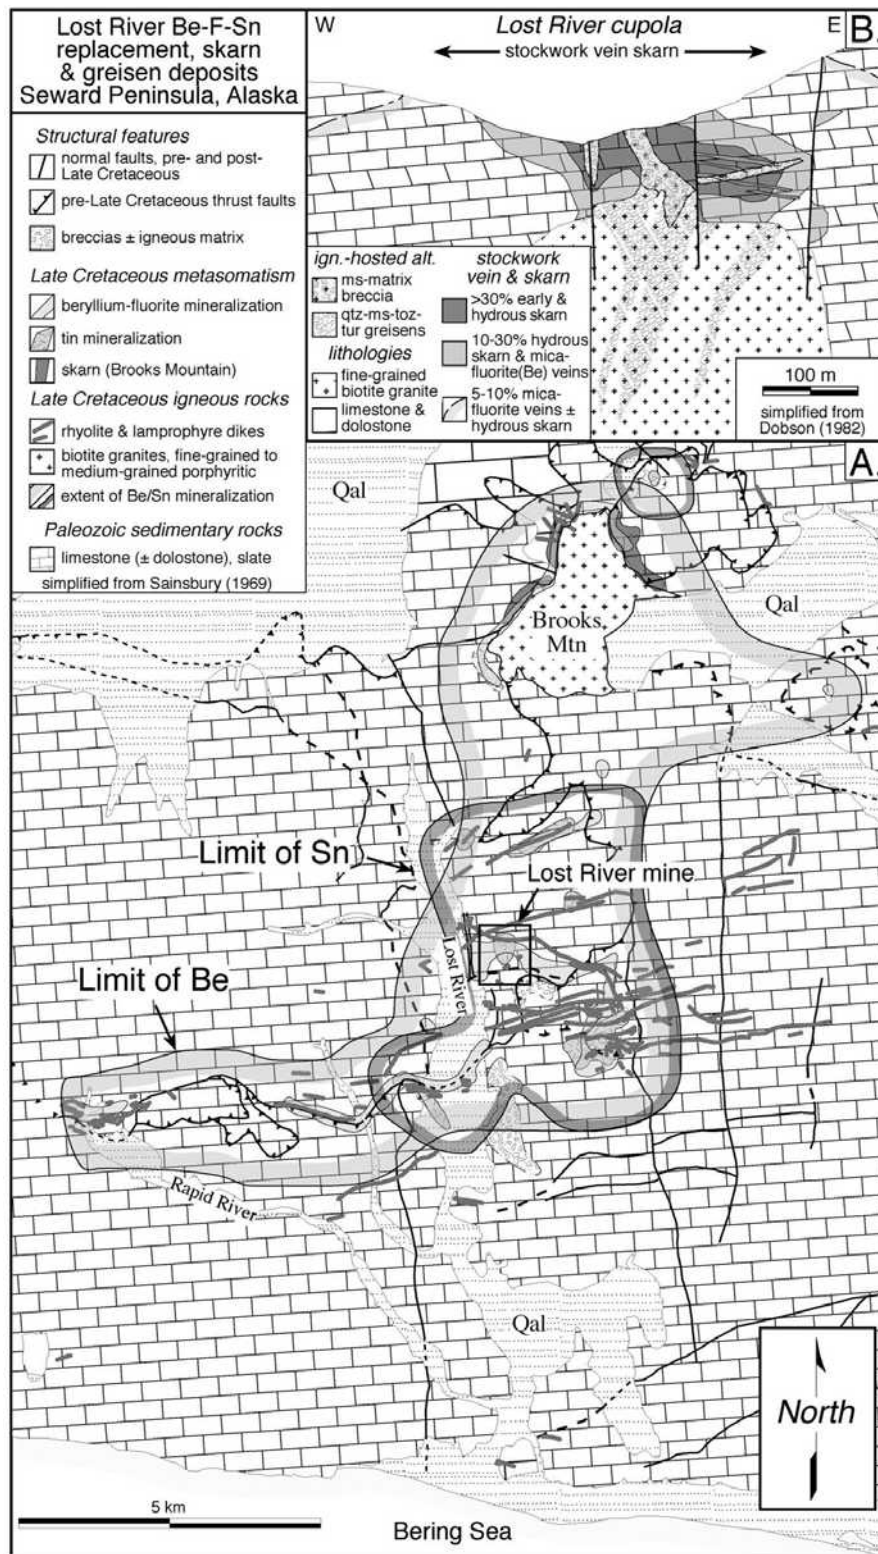 Lost River Be-F-Sn
replacement, skarn
& greisen deposits
Seward Peninsula, Alaska
Structural features
normal faults, pre- and post-
Late Cretaceous
pre-Late Cretaceous thrust faults
breccias ± igneous matrix
Late Cretaceous metasomatism
beryllium-fluorite mineralization
tin mineralization
skarn (Brooks Mountain)
Late Cretaceous igneous rocks
rhyolite & lamprophyre dikes
biotite granites, fine-grained to
medium-grained porphyritic
extent of Be/Sn mineralization
Paleozoic sedimentary rocks
limestone (± dolostone), slate
simplified from Sainsbury (1969)
W
Lost River cupola
E
B.
stockwork vein skarn
ign.-hosted alt.
ms-matrix
breccia
qtz-ms-toz-
tur greisens
lithologies
fine-grained
biotite granite
limestone &
dolostone
stockwork
vein & skarn
>30% early &
hydrous skarn
10-30% hydrous
skarn & mica-
fluorite(Be) veins
5-10% mica-
fluorite veins ±
hydrous skarn
100 m
simplified from
Dobson (1982)
A.
Qal
Qal
Brooks
Mtn
Limit of Sn
Lost River mine
Lost River
Limit of Be
Rapid River
Qal
North
5 km
Bering Sea